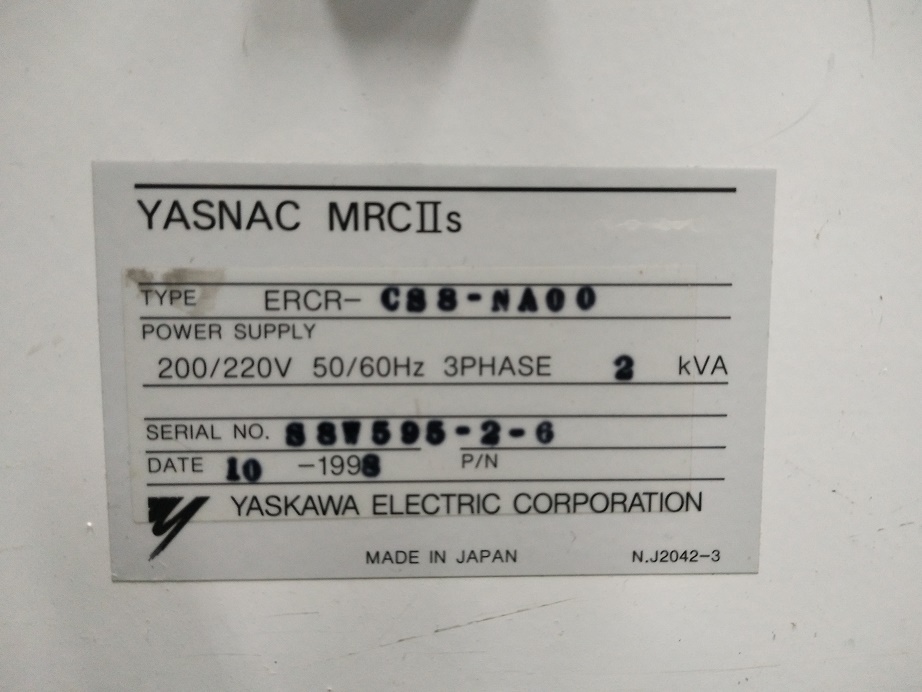 YASNAC MRCⅡs
TYPE ERCR- CS8-NA00
POWER SUPPLY
200/220V 50/60Hz 3PHASE 2 kVA
SERIAL NO. S8W595-2-6
DATE 10 -1998 P/N
YASKAWA ELECTRIC CORPORATION
MADE IN JAPAN N.J2042-3